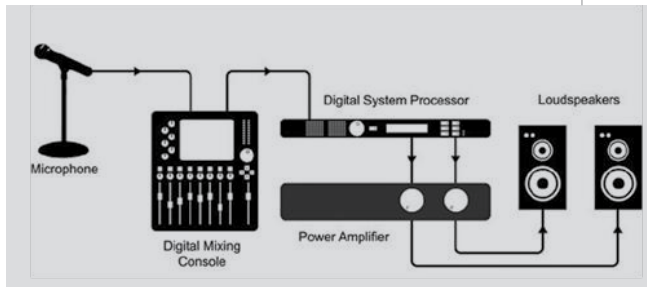 Digital System Processor
Loudspeakers
Microphone
Power Amplifier
Digital Mixing
Console